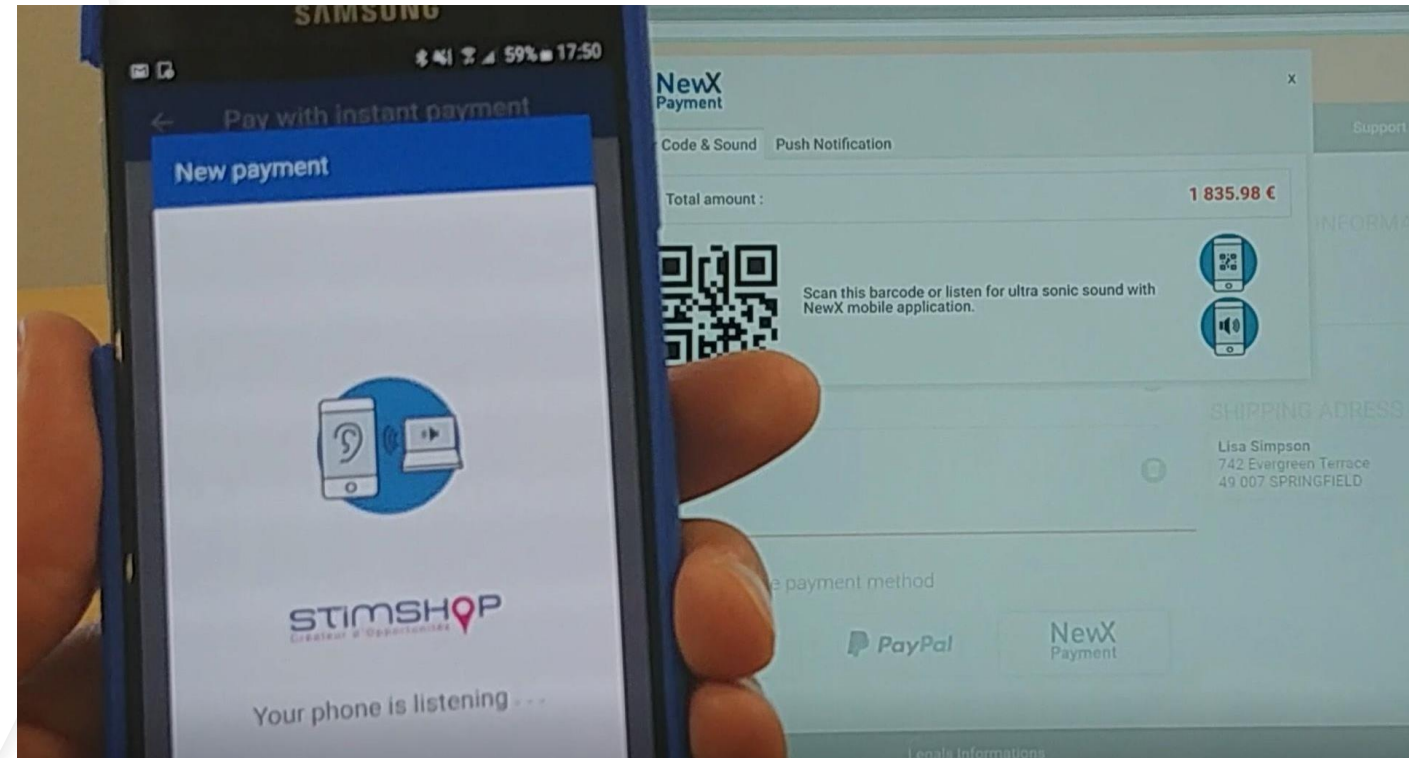 SAMSUNG
59% 17:50
Pay with instant payment
New payment
STIMSHOP
Créateur d'Opportunités
Your phone is listening . . .
NewX
Payment
x
Support
Code & Sound
Push Notification
Total amount :
1 835.98 €
Scan this barcode or listen for ultra sonic sound with
NewX mobile application.
INFORMA
SHIPPING ADRESS
Lisa Simpson
742 Evergreen Terrace
49 007 SPRINGFIELD
payment method
PayPal
NewX
Payment
Legals Informations